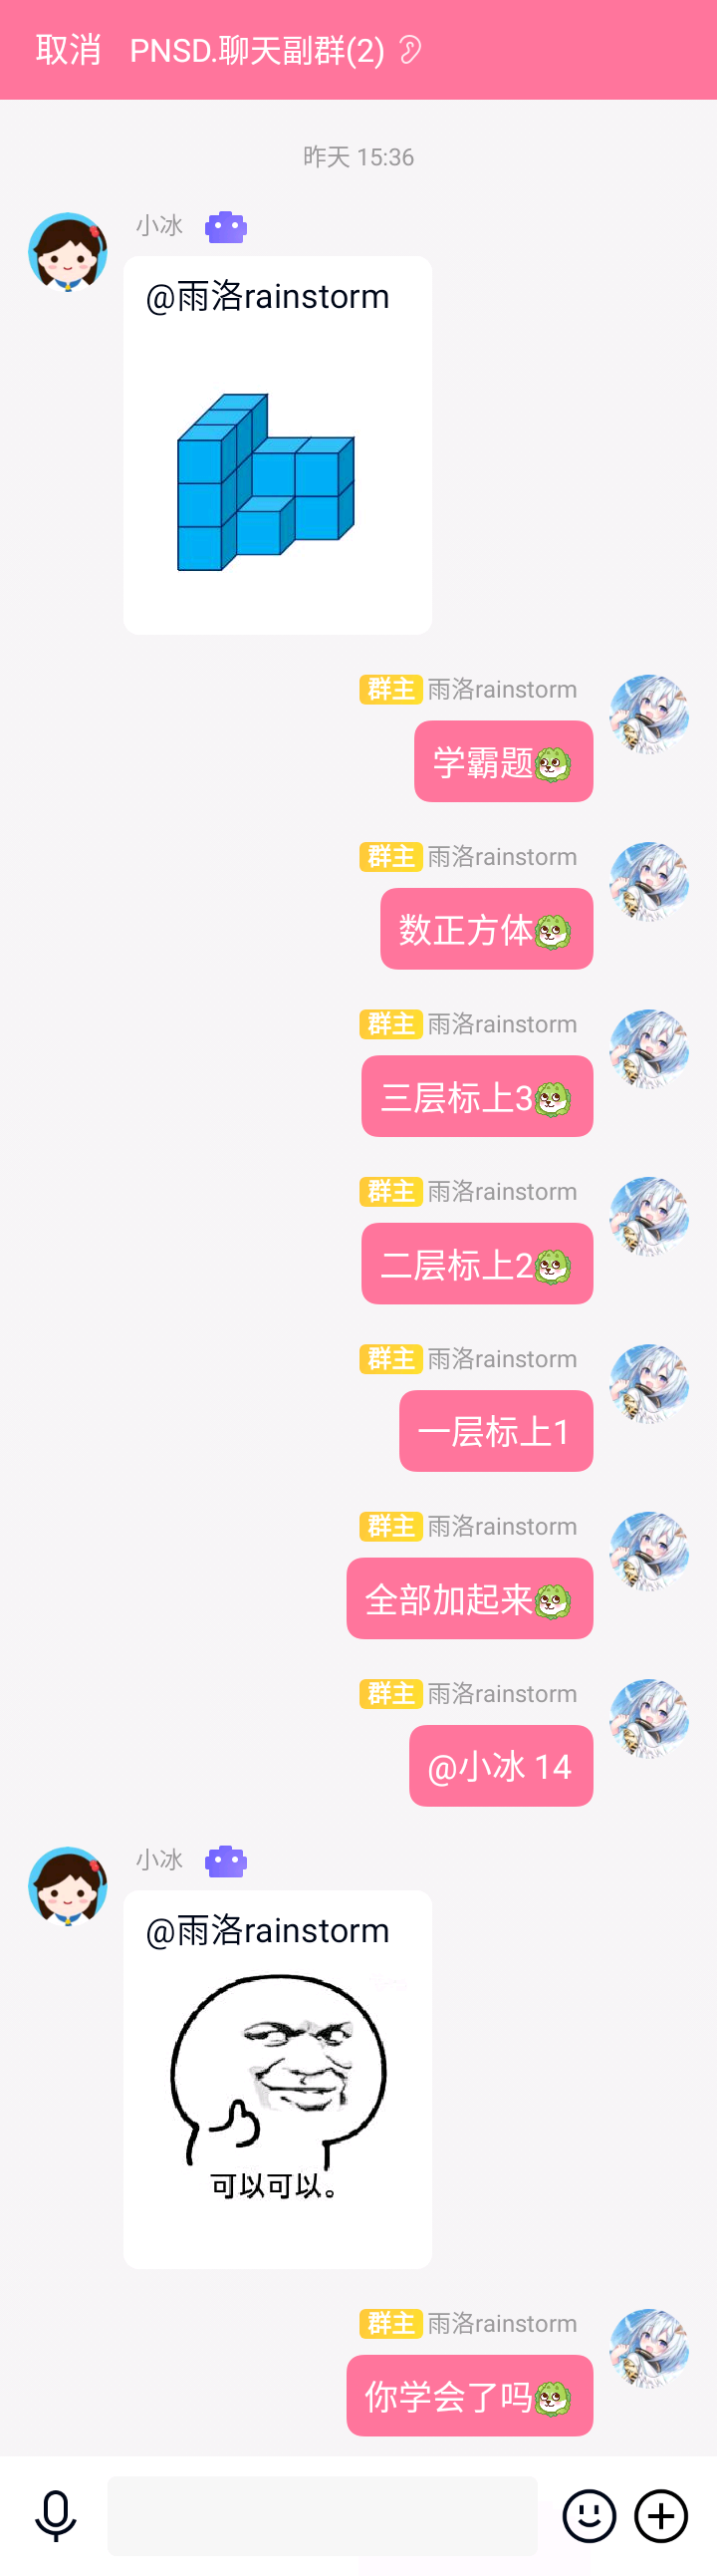 取消 PNSD.聊天副群(2)
昨天 15:36
小冰
@雨洛rainstorm
群主 雨洛rainstorm
学霸题
群主 雨洛rainstorm
数正方体
群主 雨洛rainstorm
三层标上3
群主 雨洛rainstorm
二层标上2
群主 雨洛rainstorm
一层标上1
群主 雨洛rainstorm
全部加起来
群主 雨洛rainstorm
@小冰 14
小冰
@雨洛rainstorm
可以可以。
群主 雨洛rainstorm
你学会了吗